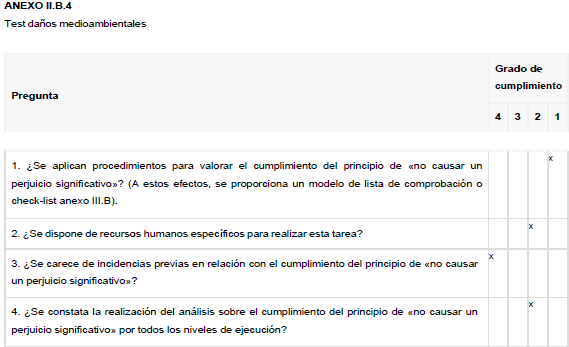 ANEXO II.B.4
Test daños medioambientales
Grado de
cumplimiento
Pregunta
4 3 2 1
x
1. ¿Se aplican procedimientos para valorar el cumplimiento del principio de «no causar un
perjuicio significativo»? (A estos efectos, se proporciona un modelo de lista de comprobación o
check-list anexo III.B).
x
2. ¿Se dispone de recursos humanos específicos para realizar esta tarea?
x
3. ¿Se carece de incidencias previas en relación con el cumplimiento del principio de «no causar
un perjuicio significativo»?
x
4. ¿Se constata la realización del análisis sobre el cumplimiento del principio de «no causar un
perjuicio significativo» por todos los niveles de ejecución?